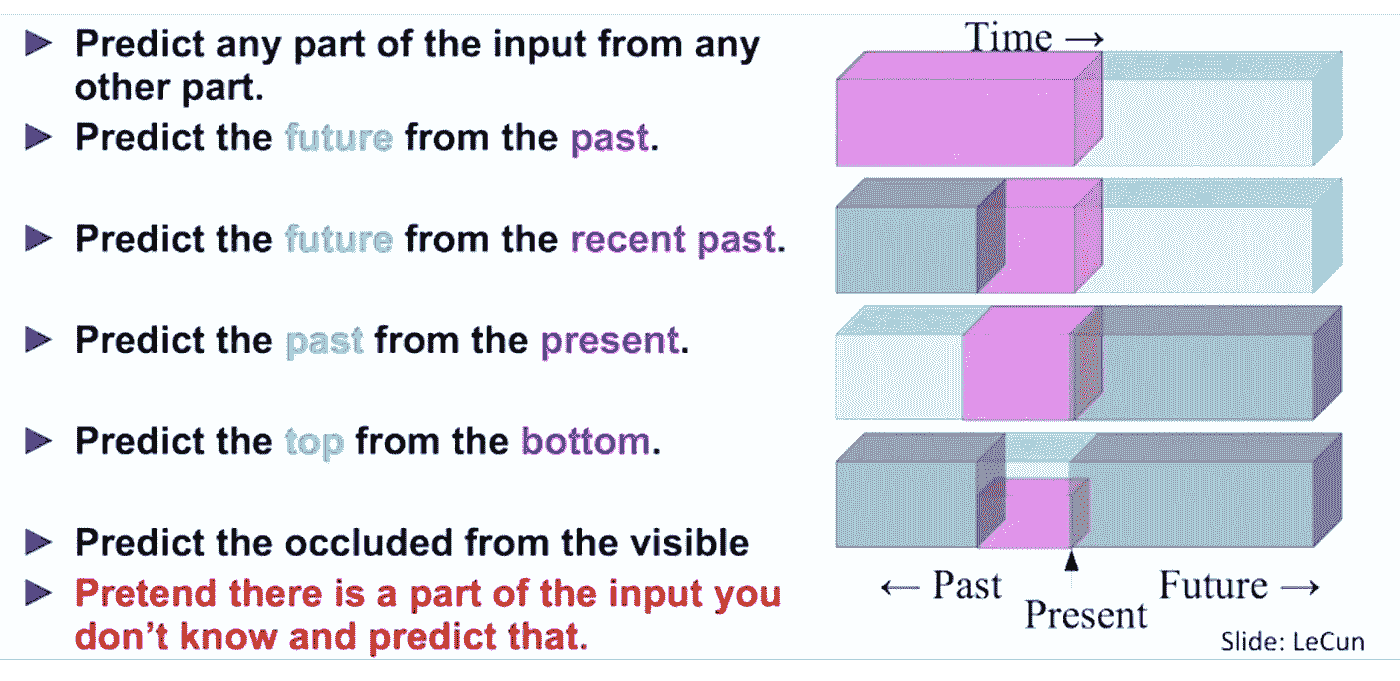 ► Predict any part of the input from any
other part.
► Predict the future from the past.
► Predict the future from the recent past.
► Predict the past from the present.
► Predict the top from the bottom.
► Predict the occluded from the visible
► Pretend there is a part of the input you
don't know and predict that.
Time →
← Past
Present
Future →
Slide: LeCun